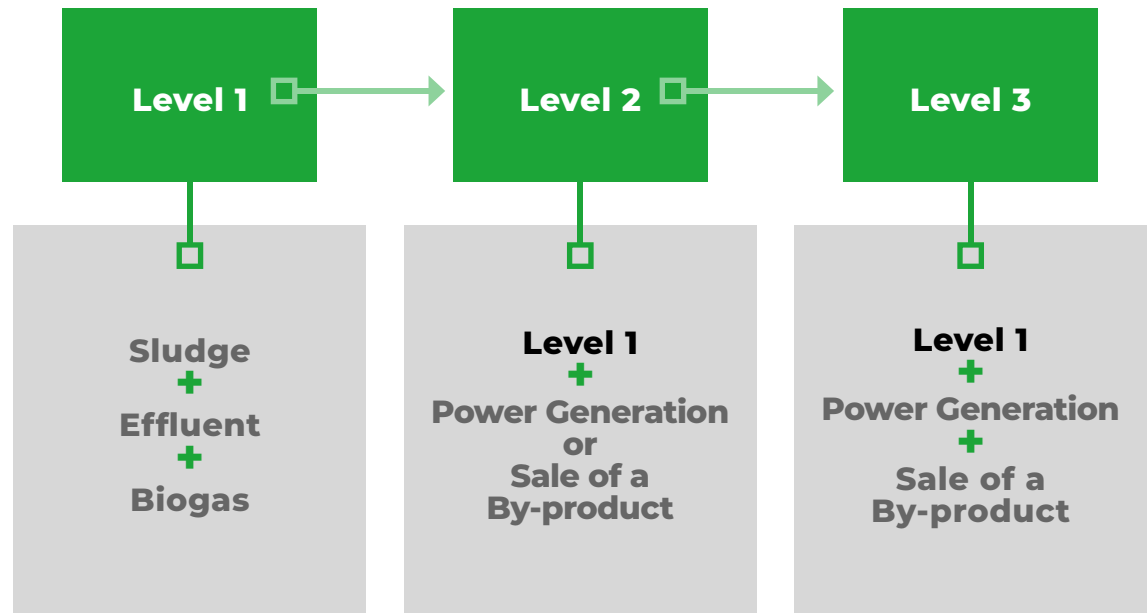 Level 1
Level 2
Level 3
Sludge
+
Effluent
+
Biogas
Level 1
+
Power Generation
or
Sale of a
By-product
Level 1
+
Power Generation
+
Sale of a
By-product